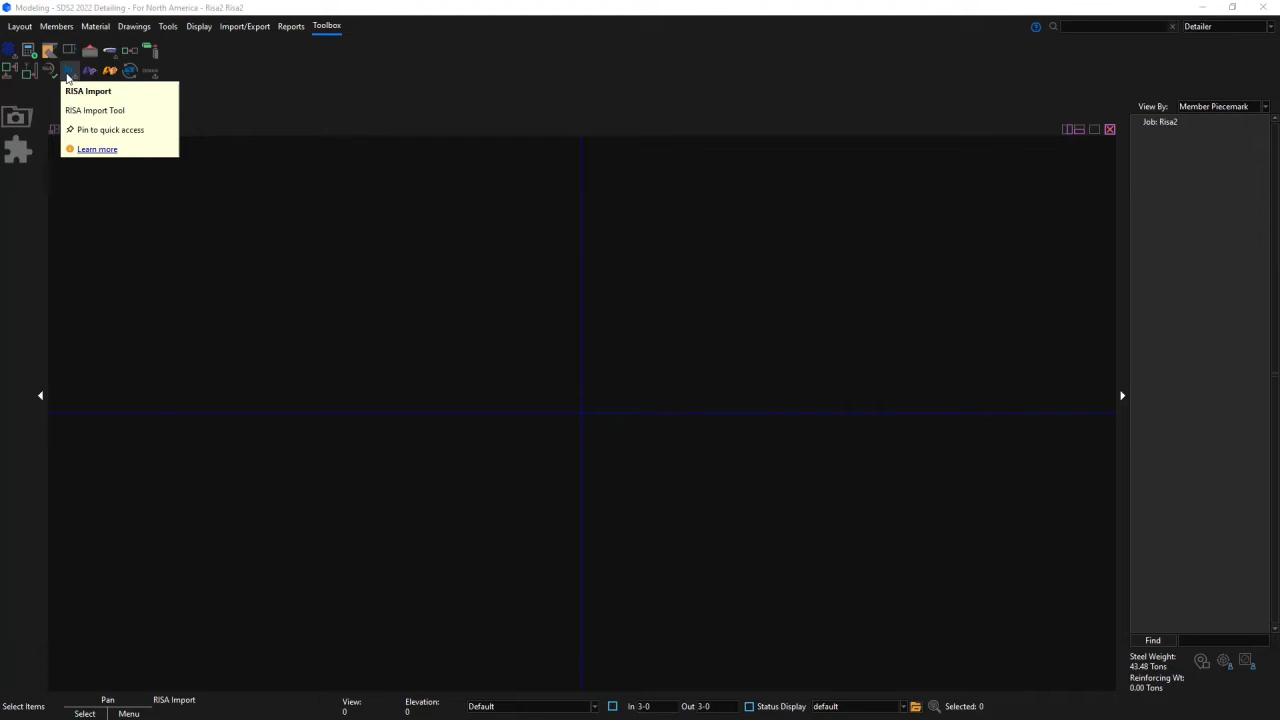 Modeling - SDS2 2022 Detailing - For North America - Risa2 Risa2
Layout Members Material Drawings Tools Display Import/Export Reports Toolbox
Detailer
RISA Import
RISA Import Tool
Pin to quick access
Learn more
View By: Member Piecemark
Job: Risa2
Find
Steel Weight:
43.48 Tons
Reinforcing Wt:
0.00 Tons
Select Items
Pan
Select Menu
RISA Import
View:
0
Elevation:
0
Default
In 3-0 Out 3-0
Status Display default
Selected: 0